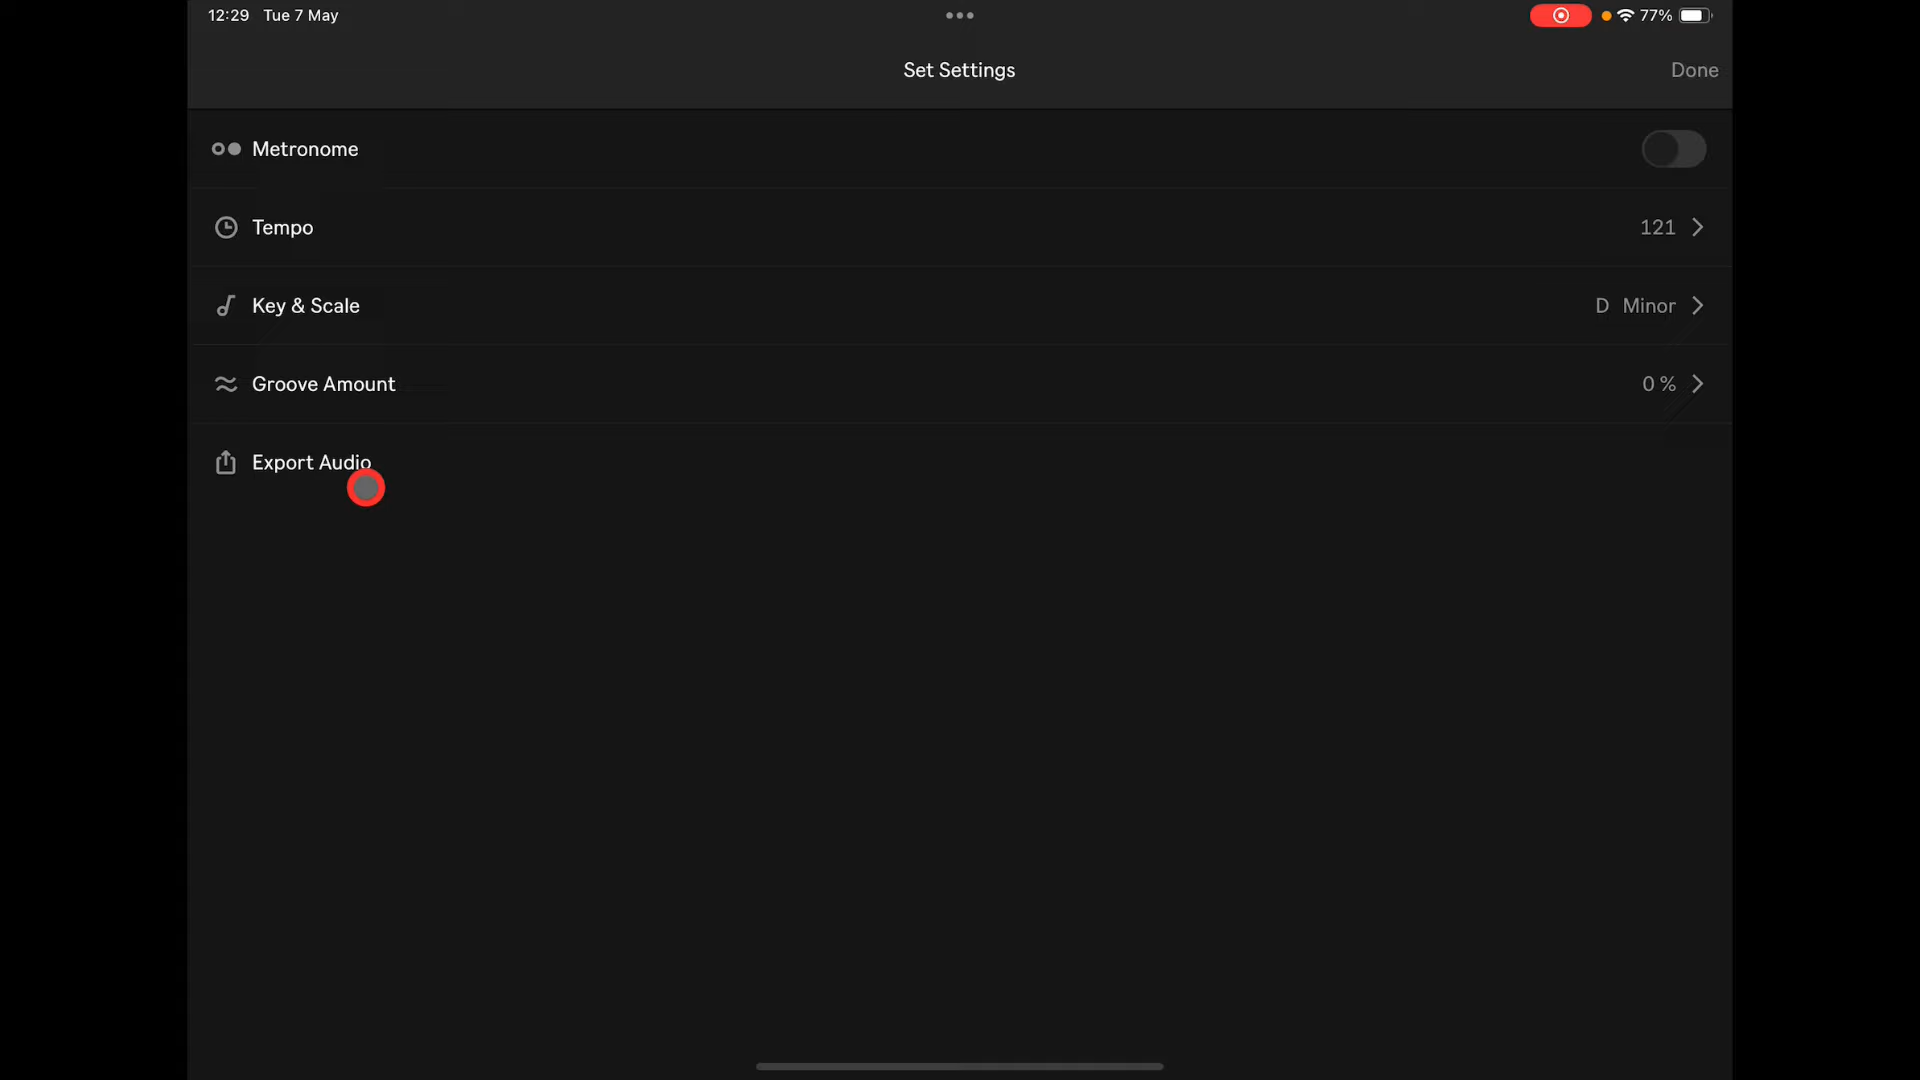 12:29 Tue 7 May
77%
Set Settings
Done
Metronome
Tempo
121
Key & Scale
D Minor
Groove Amount
0 %
Export Audio